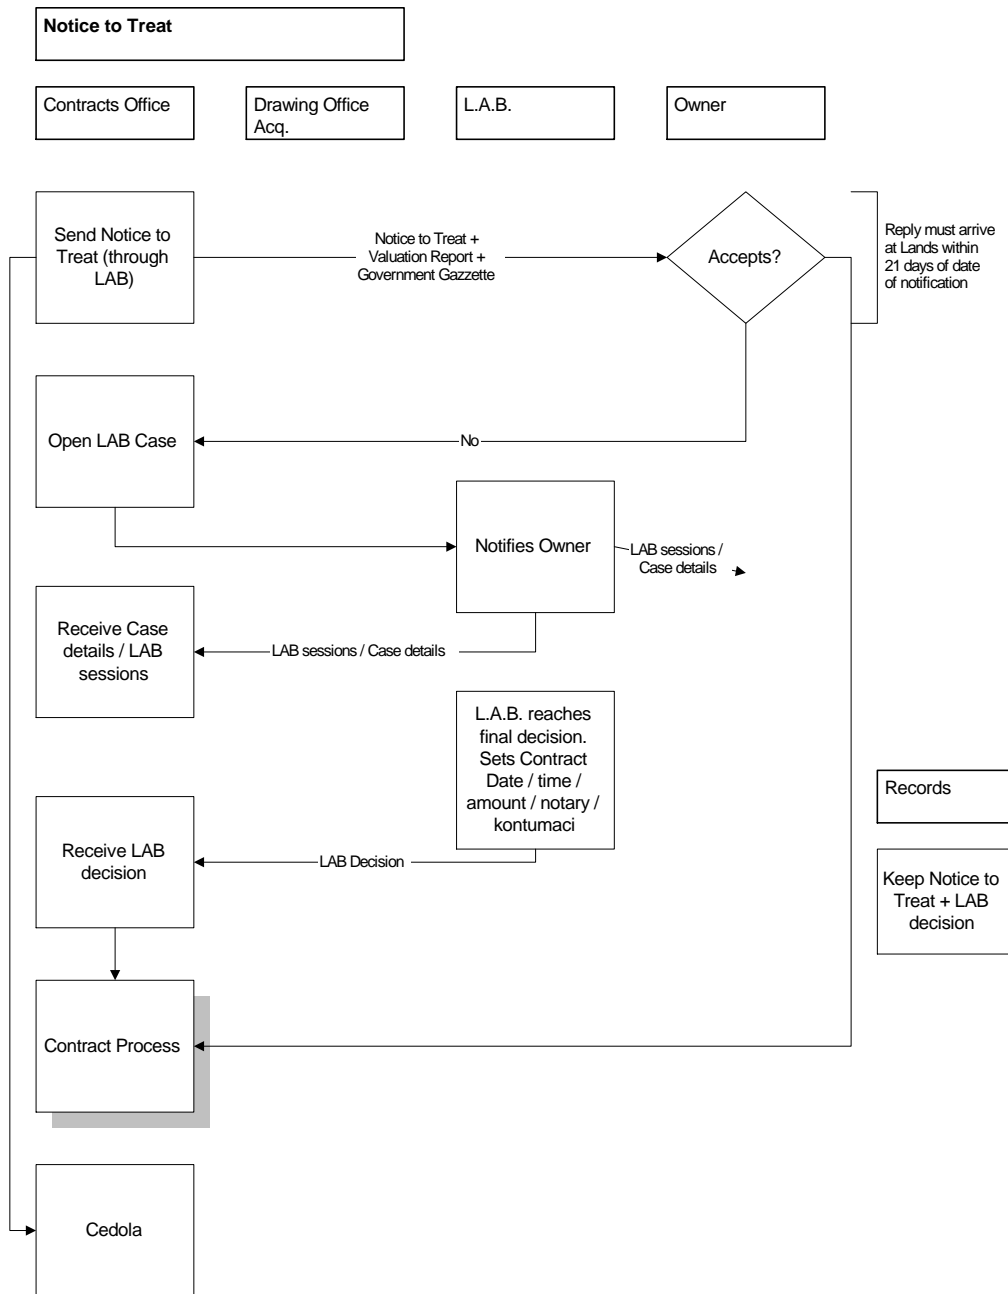 Notice to Treat
Contracts Office
Drawing Office
Acq.
L.A.B.
Owner
Send Notice to
Treat (through
LAB)
Notice to Treat +
Valuation Report +
Government Gazzette
Accepts?
Reply must arrive
at Lands within
21 days of date
of notification
Open LAB Case
No
Notifies Owner
LAB sessions /
Case details
Receive Case
details / LAB
sessions
LAB sessions / Case details
L.A.B. reaches
final decision.
Sets Contract
Date / time /
amount / notary /
kontumaci
Records
Receive LAB
decision
LAB Decision
Keep Notice to
Treat + LAB
decision
Contract Process
Cedola